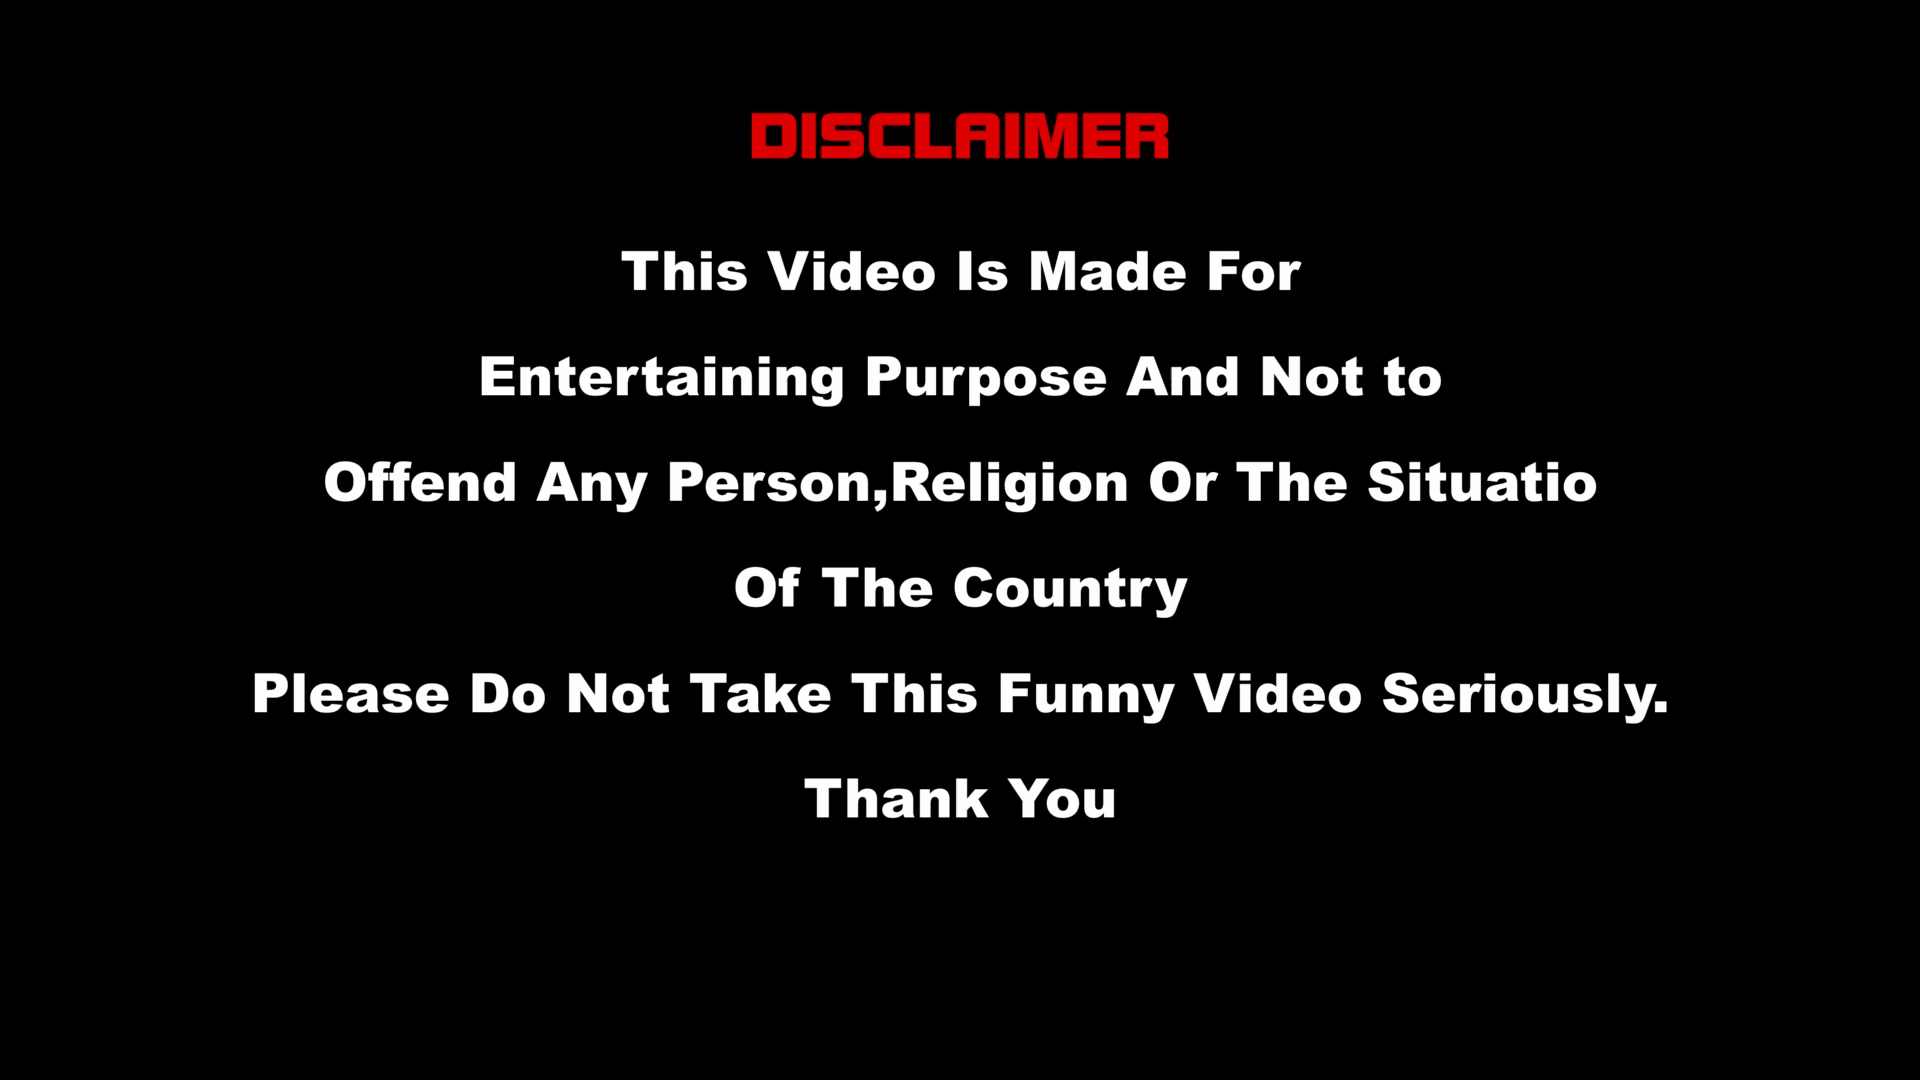 DISCLAIMER
This Video Is Made For
Entertaining Purpose And Not to
Offend Any Person,Religion Or The Situatio
Of The Country
Please Do Not Take This Funny Video Seriously.
Thank You